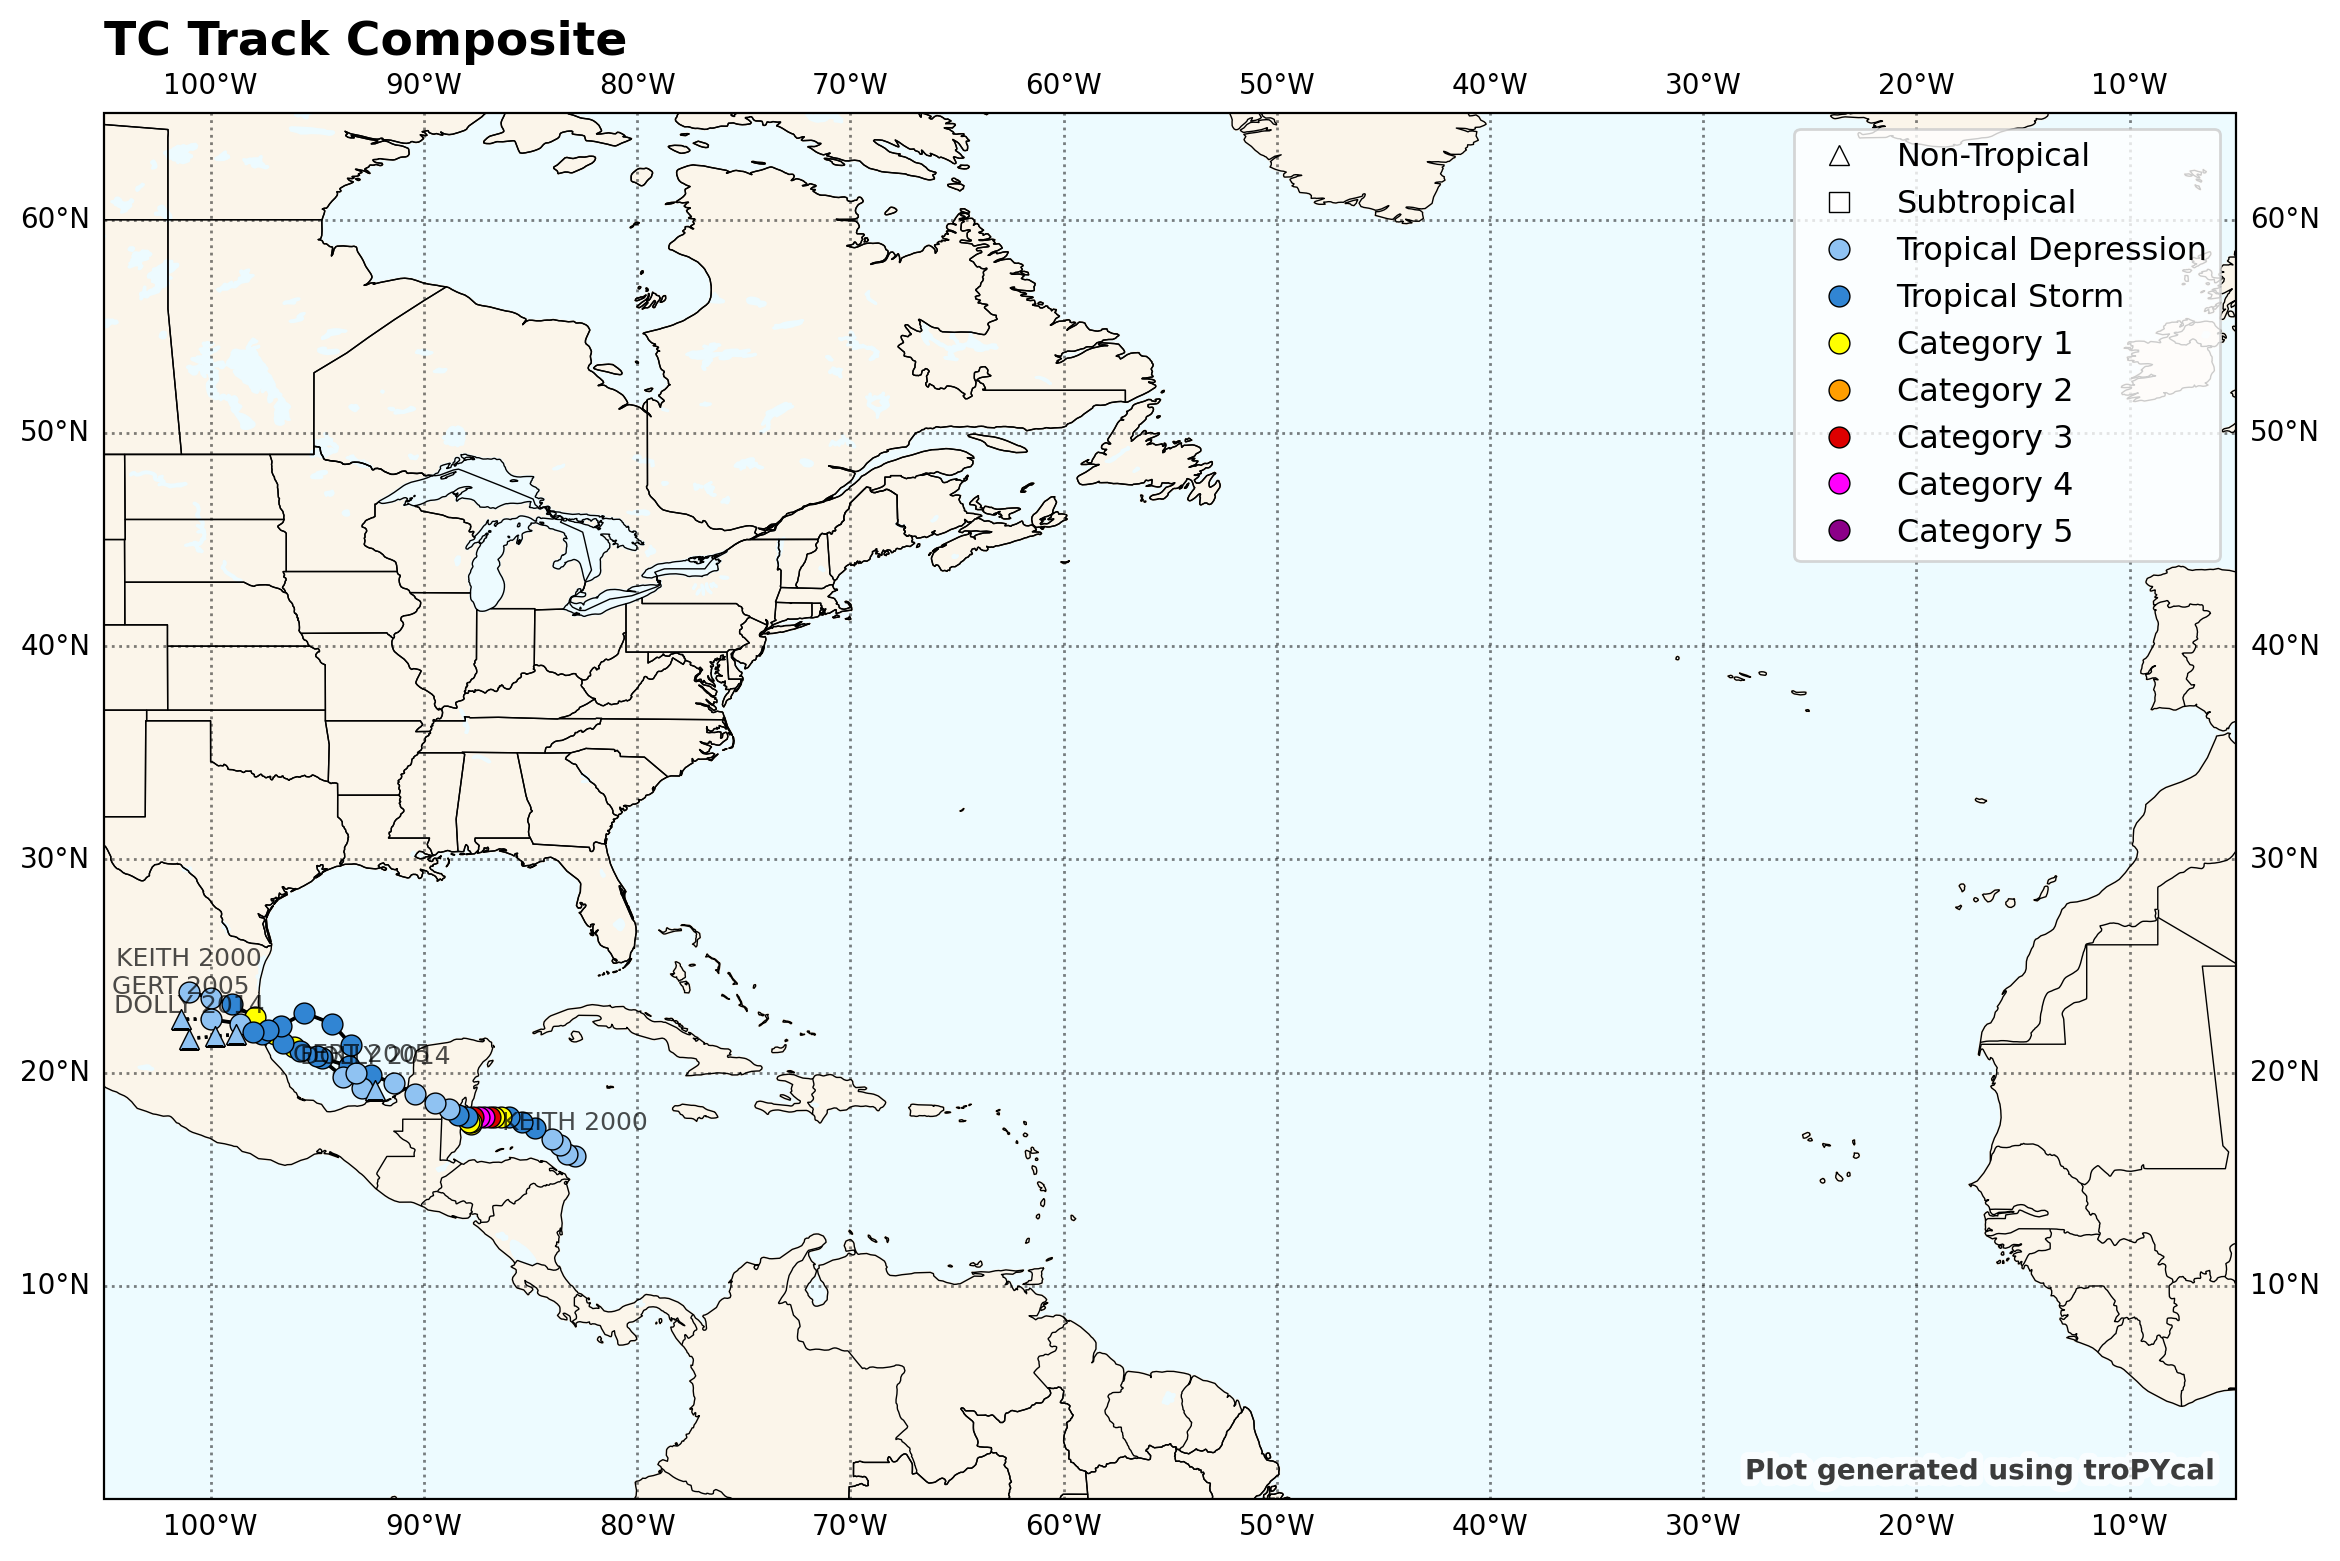 TC Track Composite
100°W 90°W 80°W 70°W 60°W 50°W 40°W 30°W 20°W 10°W
Non-Tropical
Subtropical
Tropical Depression
Tropical Storm
Category 1
Category 2
Category 3
Category 4
Category 5
60°N 60°N
50°N 50°N
40°N 40°N
30°N 30°N
KEITH 2000
GERT 2005
DOLLY 2014
GERT 2005
DOLLY 2014
20°N 20°N
KEITH 2000
10°N 10°N
Plot generated using troPYcal
100°W 90°W 80°W 70°W 60°W 50°W 40°W 30°W 20°W 10°W